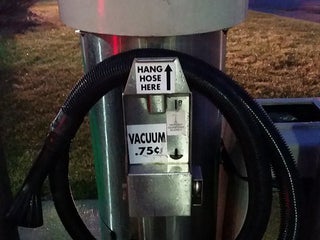 HANG
HOSE
HERE
VACUUM
.75¢